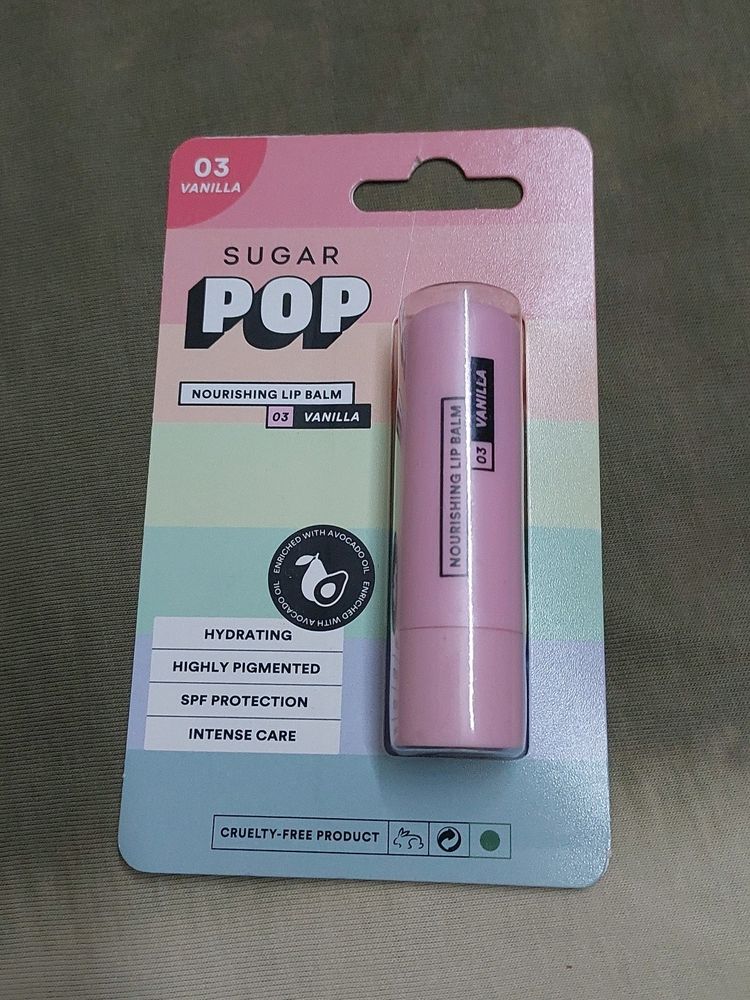 03
VANILLA
SUGAR
POP
NOURISHING LIP BALM
03 VANILLA
NOURISHING LIP BALM
03 VANILLA
ENRICHED WITH AVOCADO OIL ENRICHED WITH AVOCADO OIL
HYDRATING
HIGHLY PIGMENTED
SPF PROTECTION
INTENSE CARE
CRUELTY-FREE PRODUCT